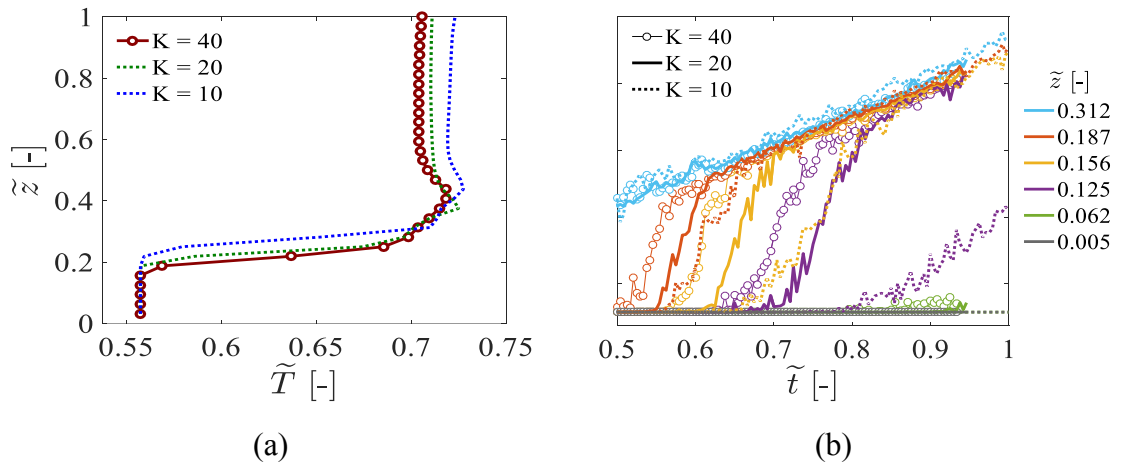 1
0.8
0.6
0.4
0.2
0
z̃ [-]
K = 40
K = 20
K = 10
0.55
0.6
0.65
0.7
0.75
T̃ [-]
(a)
K = 40
K = 20
K = 10
0.5
0.6
0.7
0.8
0.9
1
t̃ [-]
(b)
z̃ [-]
0.312
0.187
0.156
0.125
0.062
0.005